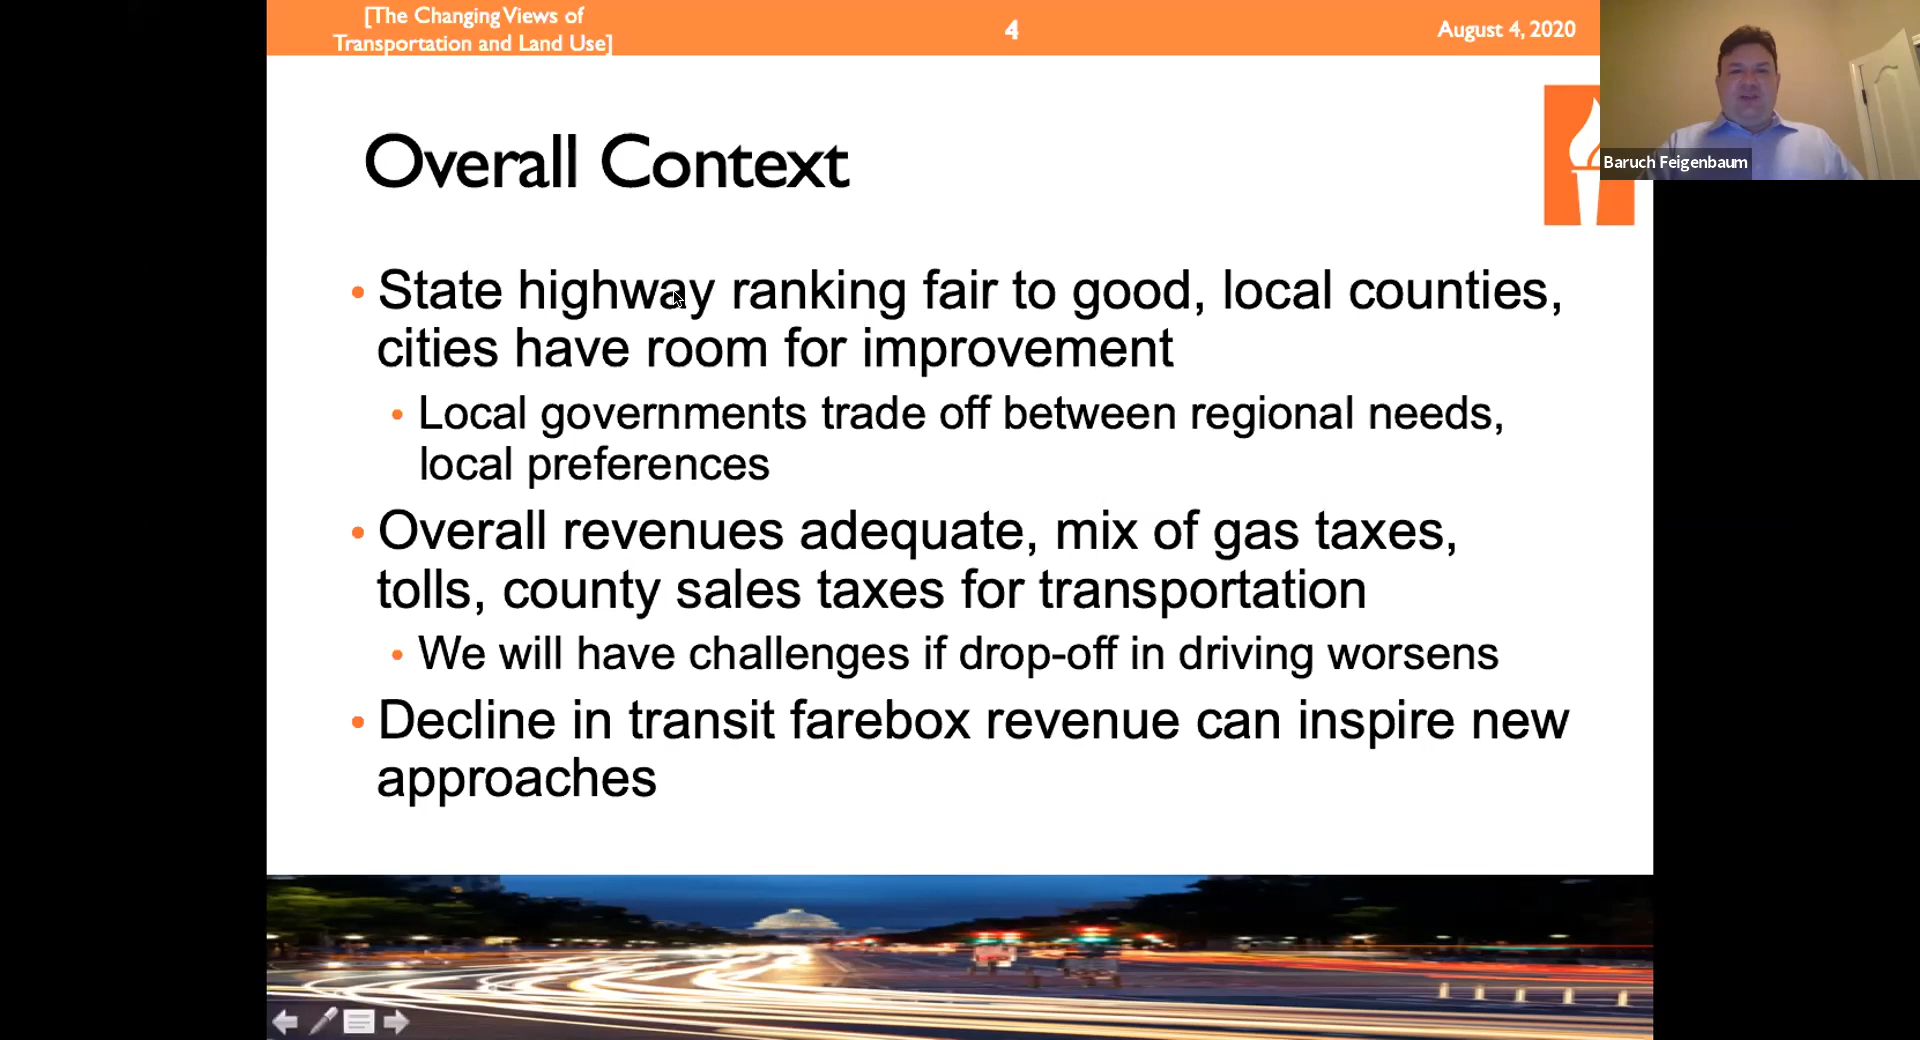 [The Changing Views of
Transportation and Land Use]
4
August 4, 2020
Baruch Feigenbaum
Overall Context
• State highway ranking fair to good, local counties,
cities have room for improvement
• Local governments trade off between regional needs,
local preferences
• Overall revenues adequate, mix of gas taxes,
tolls, county sales taxes for transportation
• We will have challenges if drop-off in driving worsens
• Decline in transit farebox revenue can inspire new
approaches